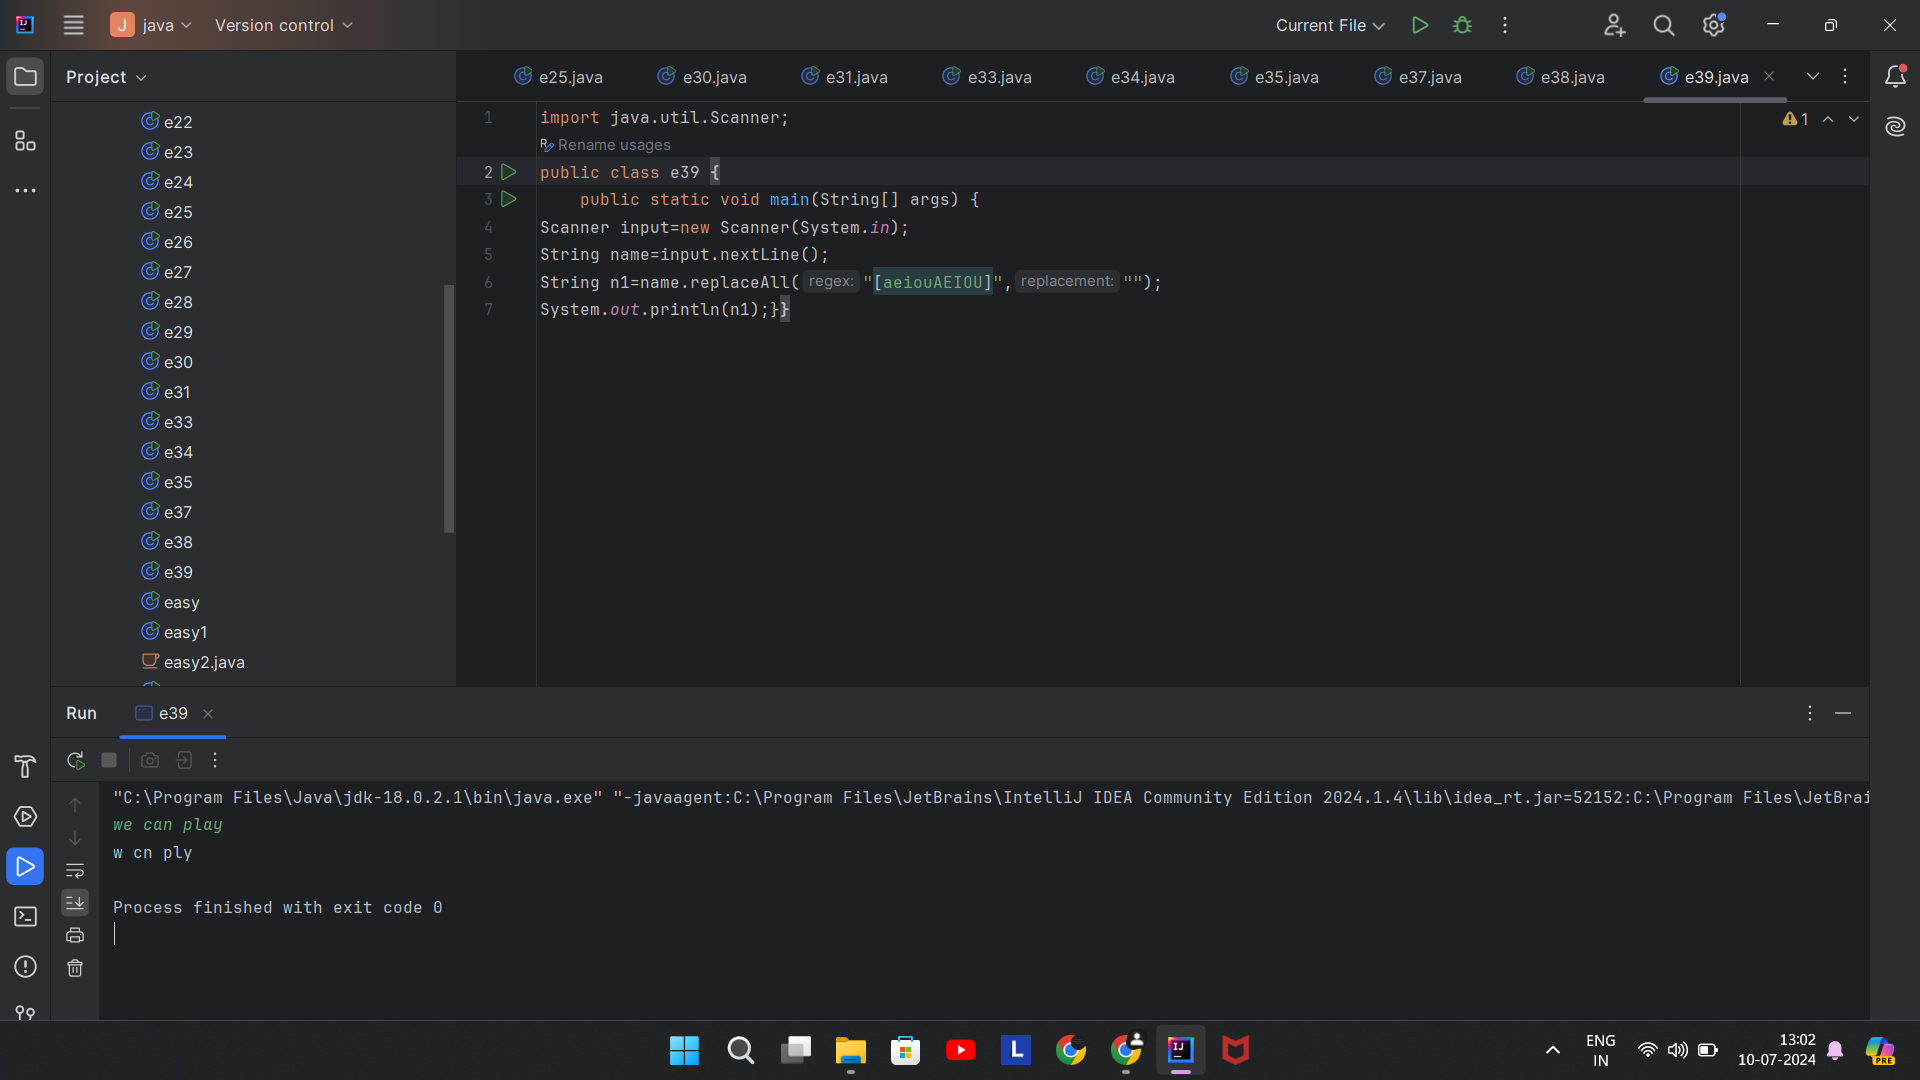 J java Version control Current File
Project
e25.java e30.java e31.java e33.java e34.java e35.java e37.java e38.java e39.java
e22
e23
e24
e25
e26
e27
e28
e29
e30
e31
e33
e34
e35
e37
e38
e39
easy
easy1
easy2.java
1 import java.util.Scanner;
Rename usages
2 public class e39 {
3 public static void main(String[] args) {
4 Scanner input=new Scanner(System.in);
5 String name=input.nextLine();
6 String n1=name.replaceAll( regex: "[aeiouAEIOU]", replacement: "");
7 System.out.println(n1);}}
1
Run e39
"C:\Program Files\Java\jdk-18.0.2.1\bin\java.exe" "-javaagent:C:\Program Files\JetBrains\IntelliJ IDEA Community Edition 2024.1.4\lib\idea_rt.jar=52152:C:\Program Files\JetBrai
we can play
w cn ply
Process finished with exit code 0
L
IJ
ENG
IN
13:02
10-07-2024
PRE